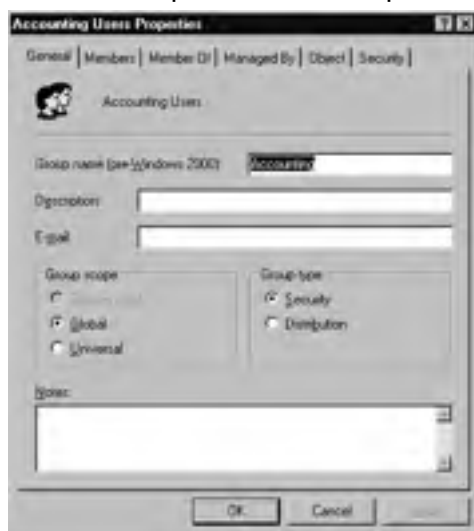 Accounting Users Properties
General Members Member Of Managed By Object Security
Accounting Users
Group name (pre-Windows 2000): Accounting
Description:
E-mail:
Group scope
Global
Universal
Group type
Security
Distribution
Notes:
OK Cancel